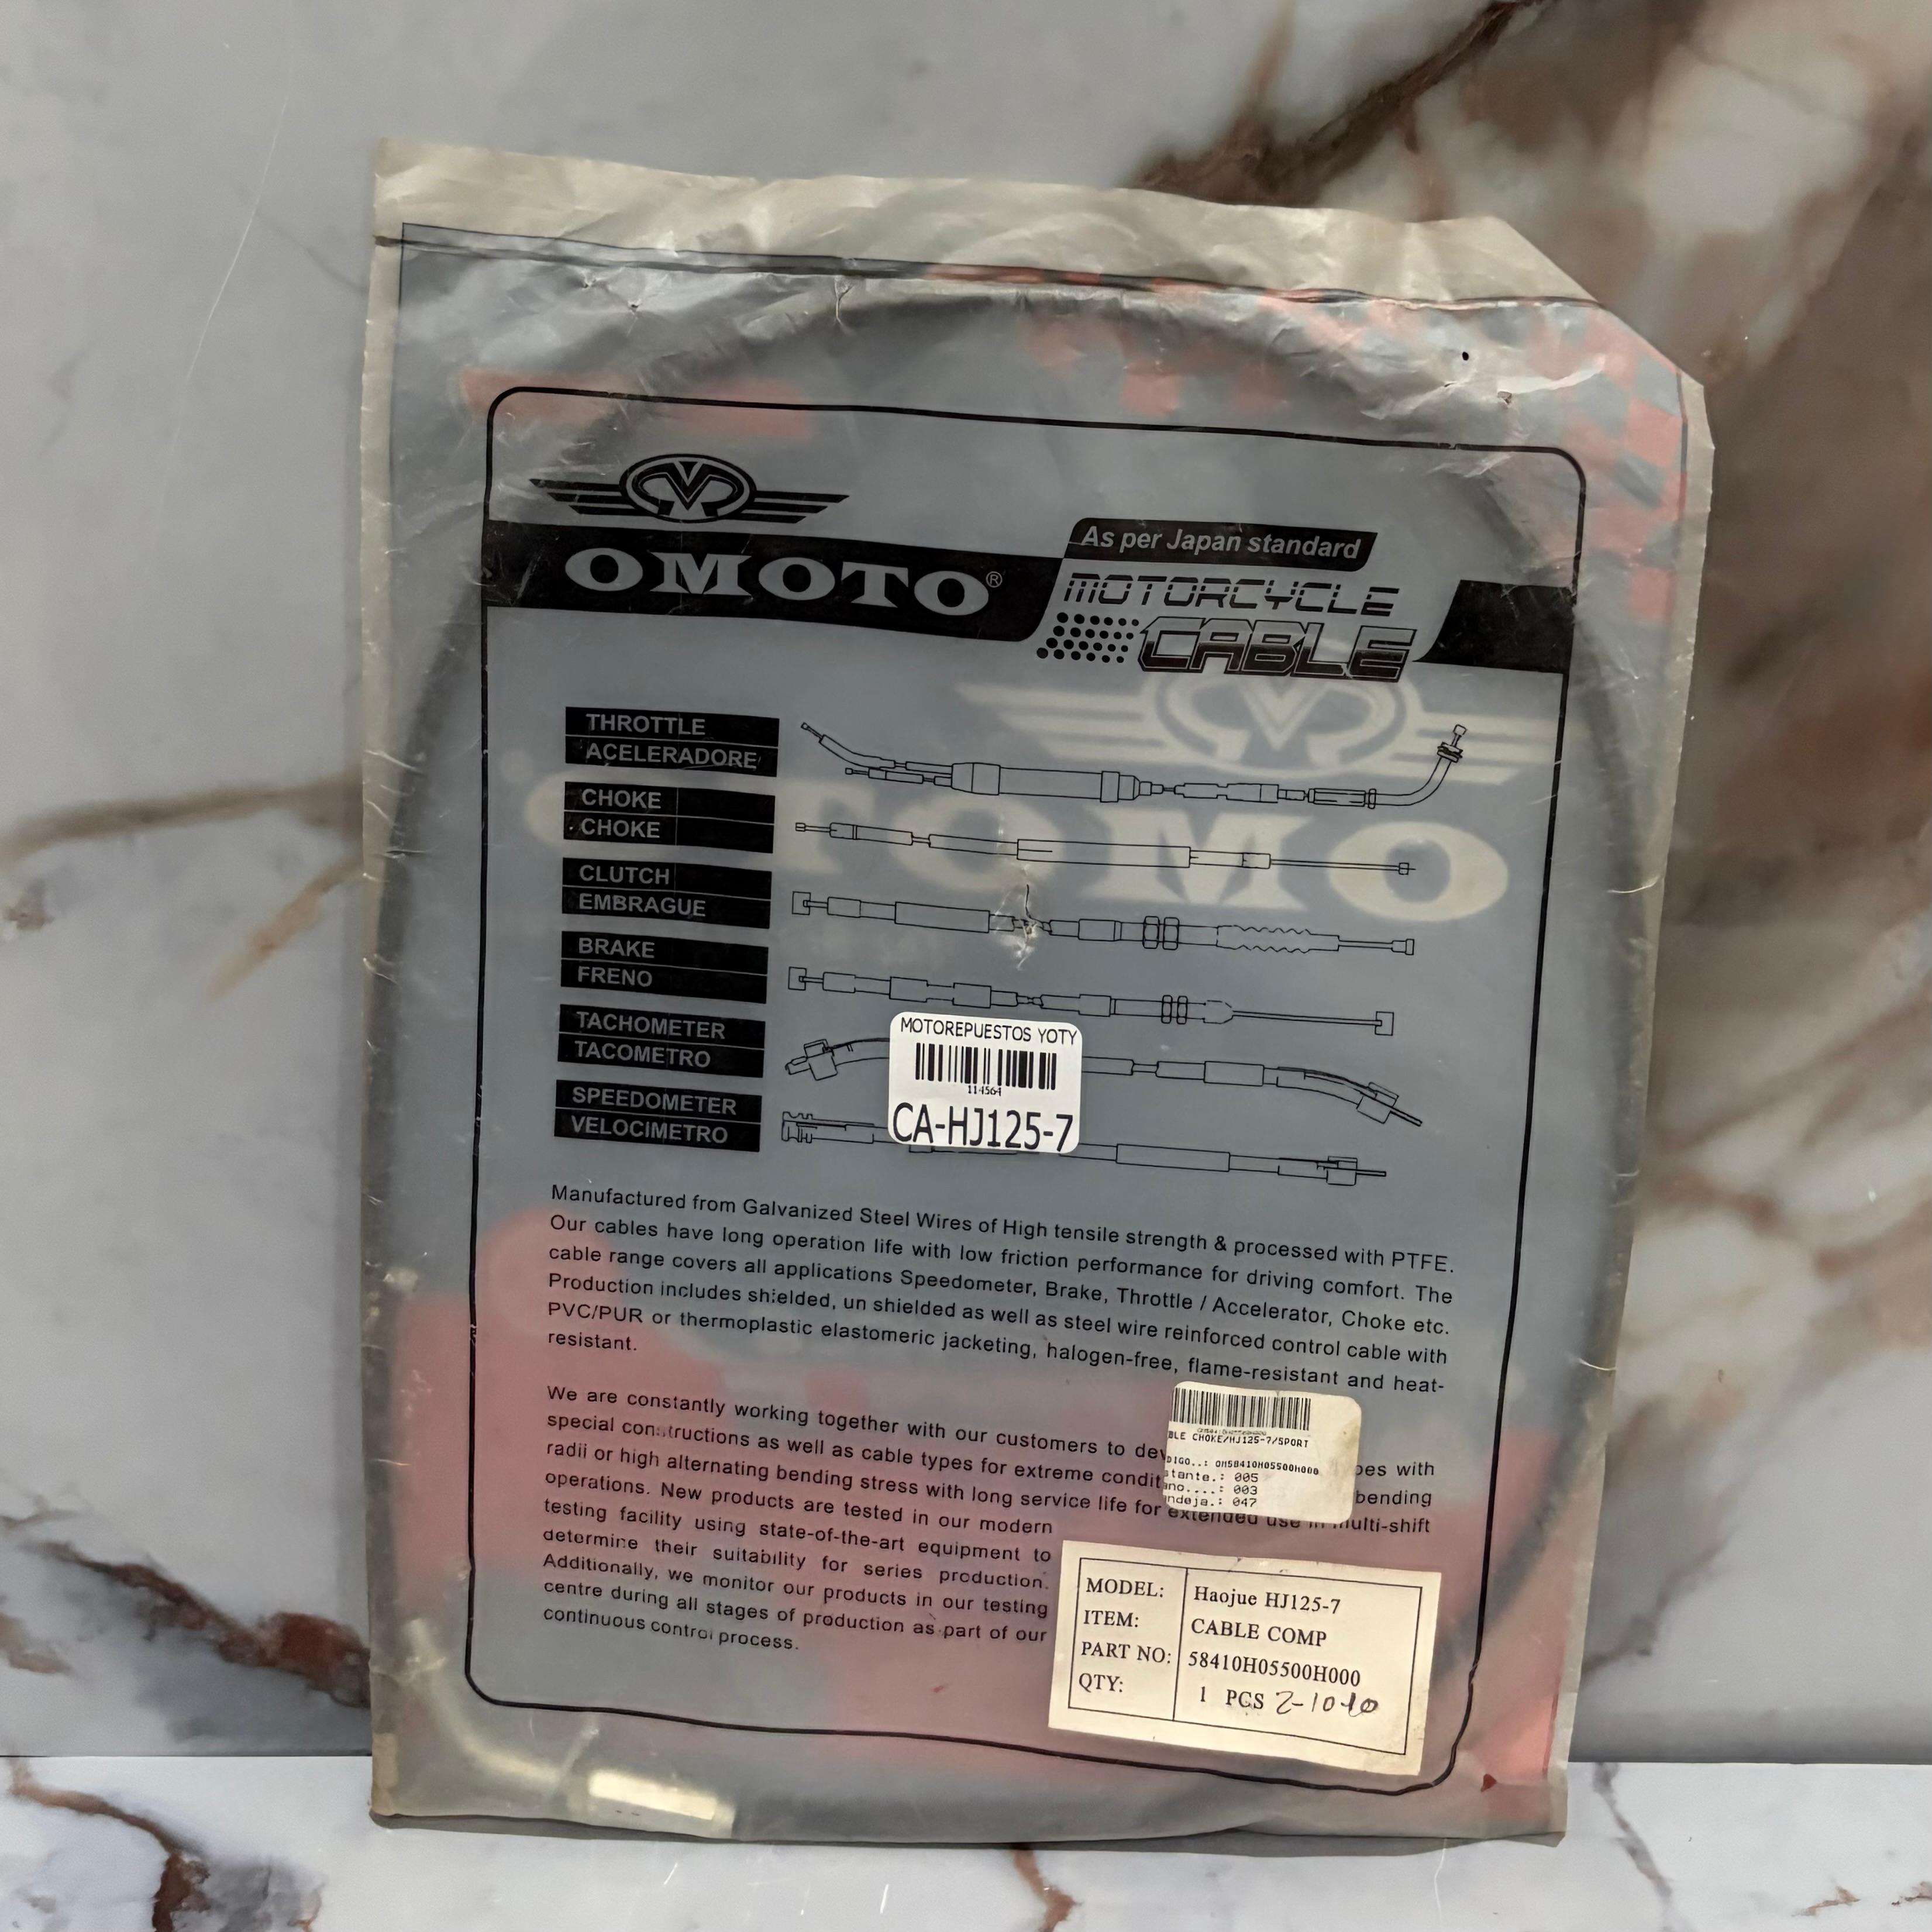 OMOTO®
As per Japan standard
MOTORCYCLE
CABLE
THROTTLE
ACELERADORE
CHOKE
CHOKE
CLUTCH
EMBRAGUE
BRAKE
FRENO
TACHOMETER
TACOMETRO
SPEEDOMETER
VELOCIMETRO
MOTOREPUESTOS YOTY
114564
CA-HJ125-7
Manufactured from Galvanized Steel Wires of High tensile strength & processed with PTFE.
Our cables have long operation life with low friction performance for driving comfort. The
cable range covers all applications Speedometer, Brake, Throttle / Accelerator, Choke etc.
Production includes shielded, un shielded as well as steel wire reinforced control cable with
PVC/PUR or thermoplastic elastomeric jacketing, halogen-free, flame-resistant and heat-
resistant.
We are constantly working together with our customers to dev pes with
special constructions as well as cable types for extreme condit bending
radii or high alternating bending stress with long service life for extended use in multi-shift
operations. New products are tested in our modern
testing facility using state-of-the-art equipment to
determine their suitability for series production.
Additionally, we monitor our products in our testing
centre during all stages of production as part of our
continuous control process.
BLE CHOKE/HJ125-7/SPORT
DIGO..: OM58410H05500H000
stante.: 005
ano....: 003
ndeja.: 047
MODEL: Haojue HJ125-7
ITEM: CABLE COMP
PART NO: 58410H05500H000
QTY: 1 PCS 2-10-10
OMOTO